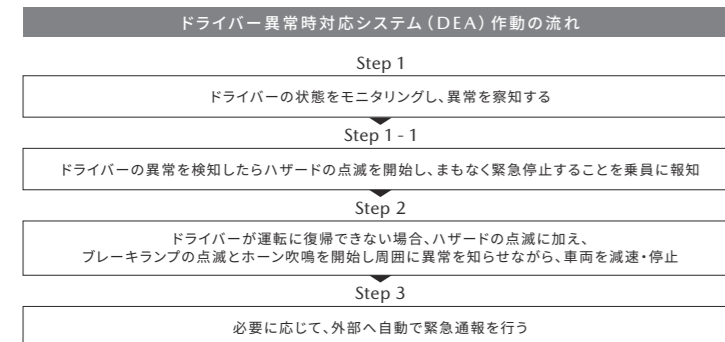 ドライバー異常時対応システム（DEA）作動の流れ
Step 1
ドライバーの状態をモニタリングし、異常を察知する
Step 1 - 1
ドライバーの異常を検知したらハザードの点滅を開始し、まもなく緊急停止することを乗員に報知
Step 2
ドライバーが運転に復帰できない場合、ハザードの点滅に加え、
ブレーキランプの点滅とホーン吹鳴を開始し周囲に異常を知らせながら、車両を減速・停止
Step 3
必要に応じて、外部へ自動で緊急通報を行う